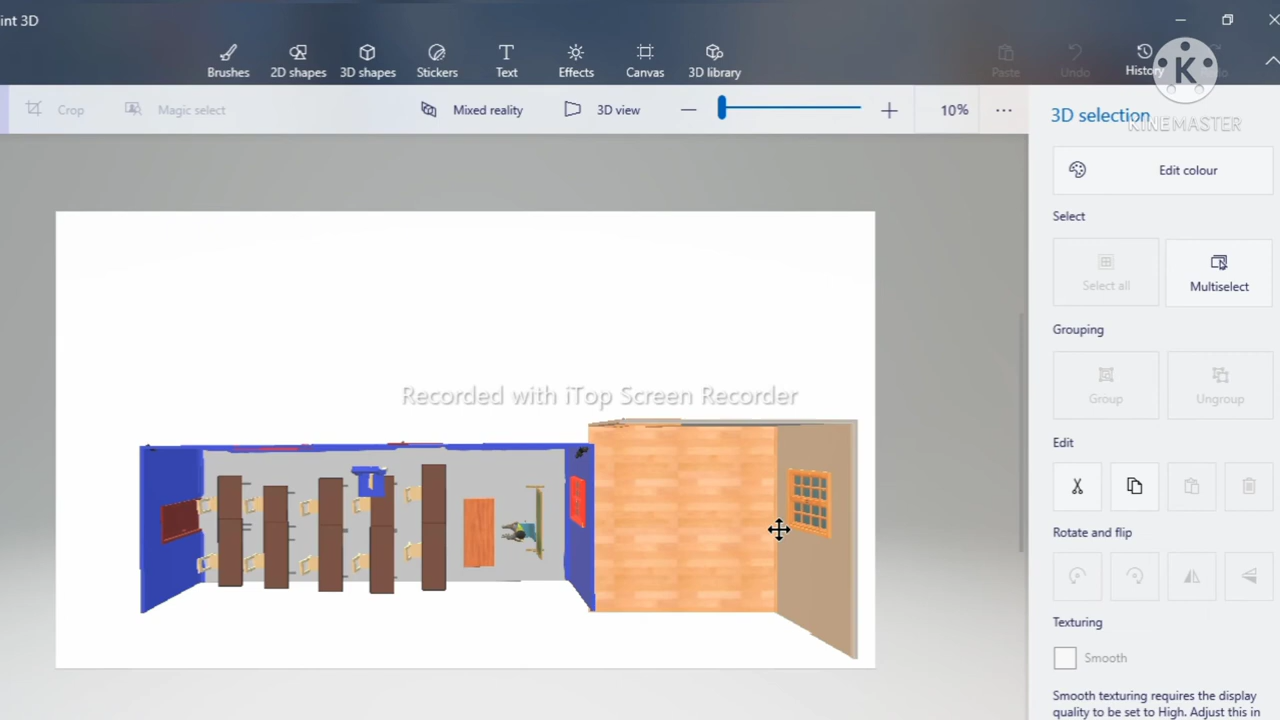 int 3D
Brushes
2D shapes
3D shapes
Stickers
Text
Effects
Canvas
3D library
Paste
Undo
History
K
KINEMASTER
Crop
Magic select
Mixed reality
3D view
10%
3D selection
Edit colour
Select
Select all
Multiselect
Grouping
Group
Ungroup
Recorded with iTop Screen Recorder
Edit
Rotate and flip
Texturing
Smooth
Smooth texturing requires the display
quality to be set to High. Adjust this in